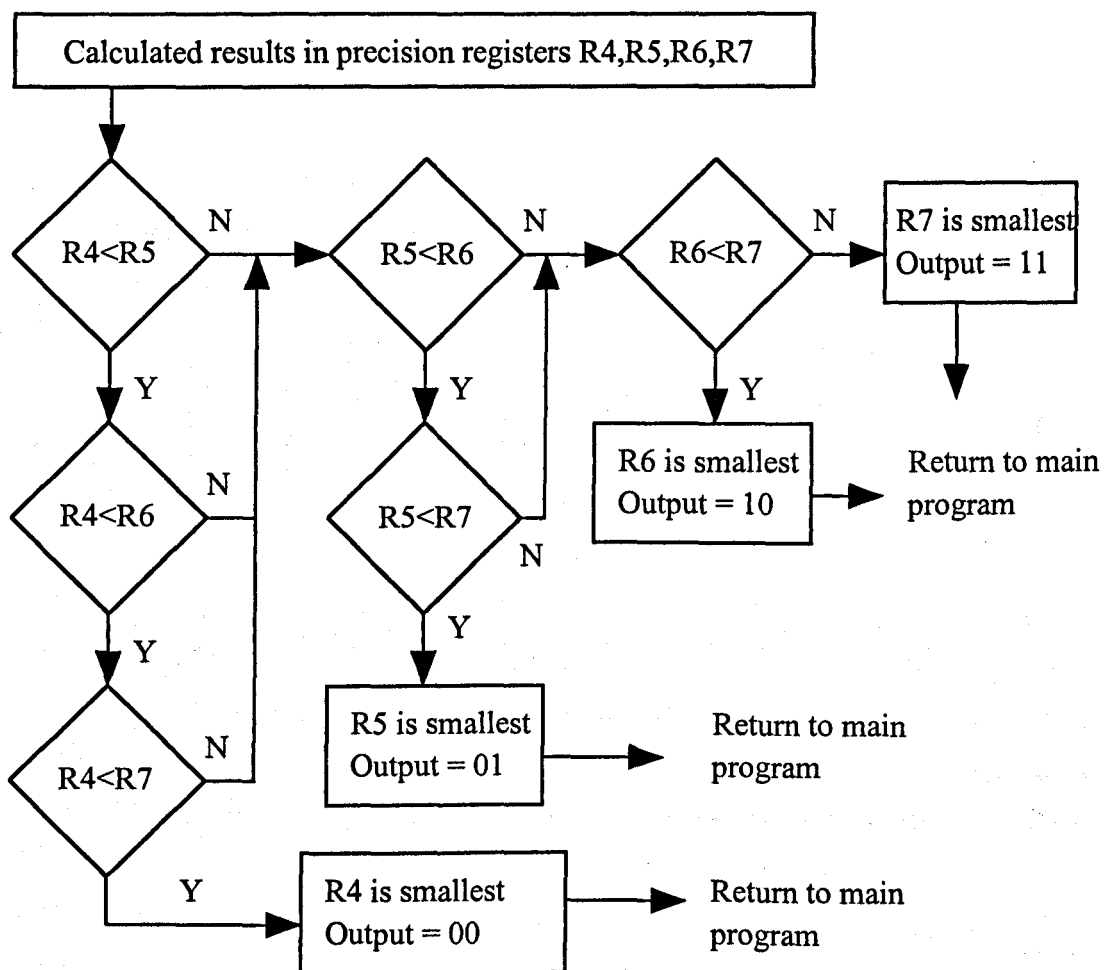 Calculated results in precision registers R4,R5,R6,R7
R4<R5
N
R5<R6
N
R6<R7
N
R7 is smallest
Output = 11
Y
Y
Y
R4<R6
N
R5<R7
N
R6 is smallest
Output = 10
Return to main
program
Y
Y
R4<R7
N
R5 is smallest
Output = 01
Return to main
program
Y
R4 is smallest
Output = 00
Return to main
program